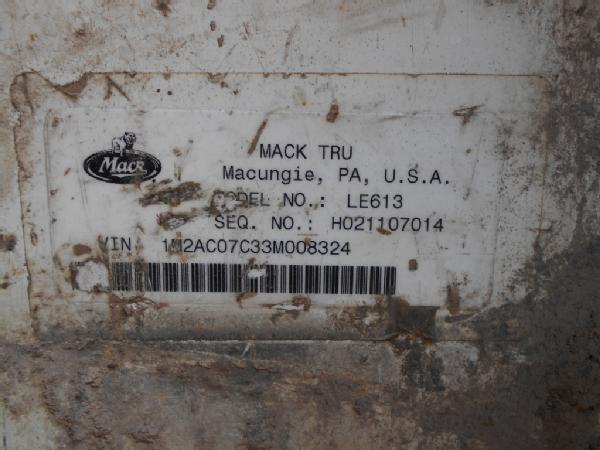 Mack
MACK TRU
Macungie, PA, U.S.A.
MODEL NO.: LE613
SEQ. NO.: H021107014
VIN 1M2AC07C33M008324